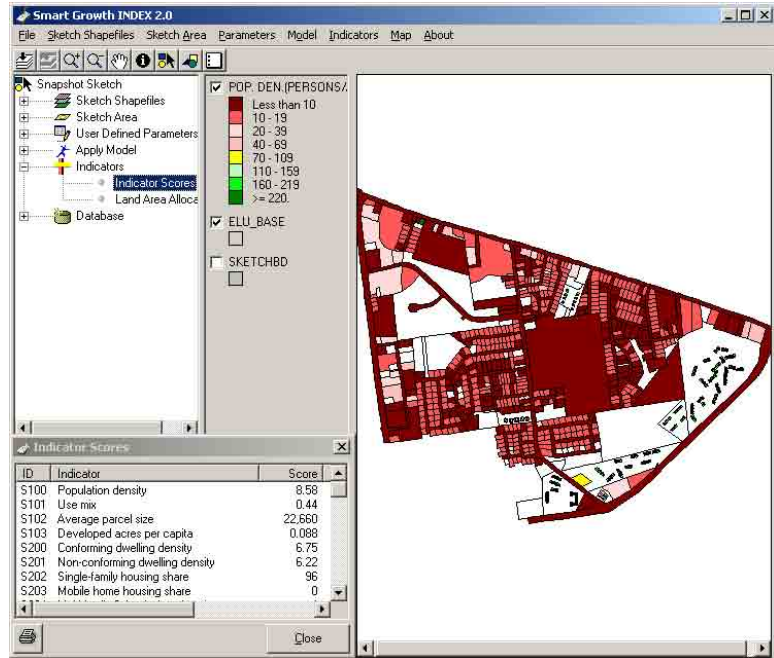 Smart Growth INDEX 2.0
File Sketch Shapefiles Sketch Area Parameters Model Indicators Map About
Snapshot Sketch
Sketch Shapefiles
Sketch Area
User Defined Parameters
Apply Model
Indicators
Indicator Scores
Land Area Alloca
Database
POP. DEN.(PERSONS/
Less than 10
10 - 19
20 - 39
40 - 69
70 - 109
110 - 159
160 - 219
>= 220.
ELU_BASE
SKETCHBD
Indicator Scores
ID Indicator Score
S100 Population density 8.58
S101 Use mix 0.44
S102 Average parcel size 22,660
S103 Developed acres per capita 0.088
S200 Conforming dwelling density 6.75
S201 Non-conforming dwelling density 6.22
S202 Single-family housing share 96
S203 Mobile home housing share 0
Close